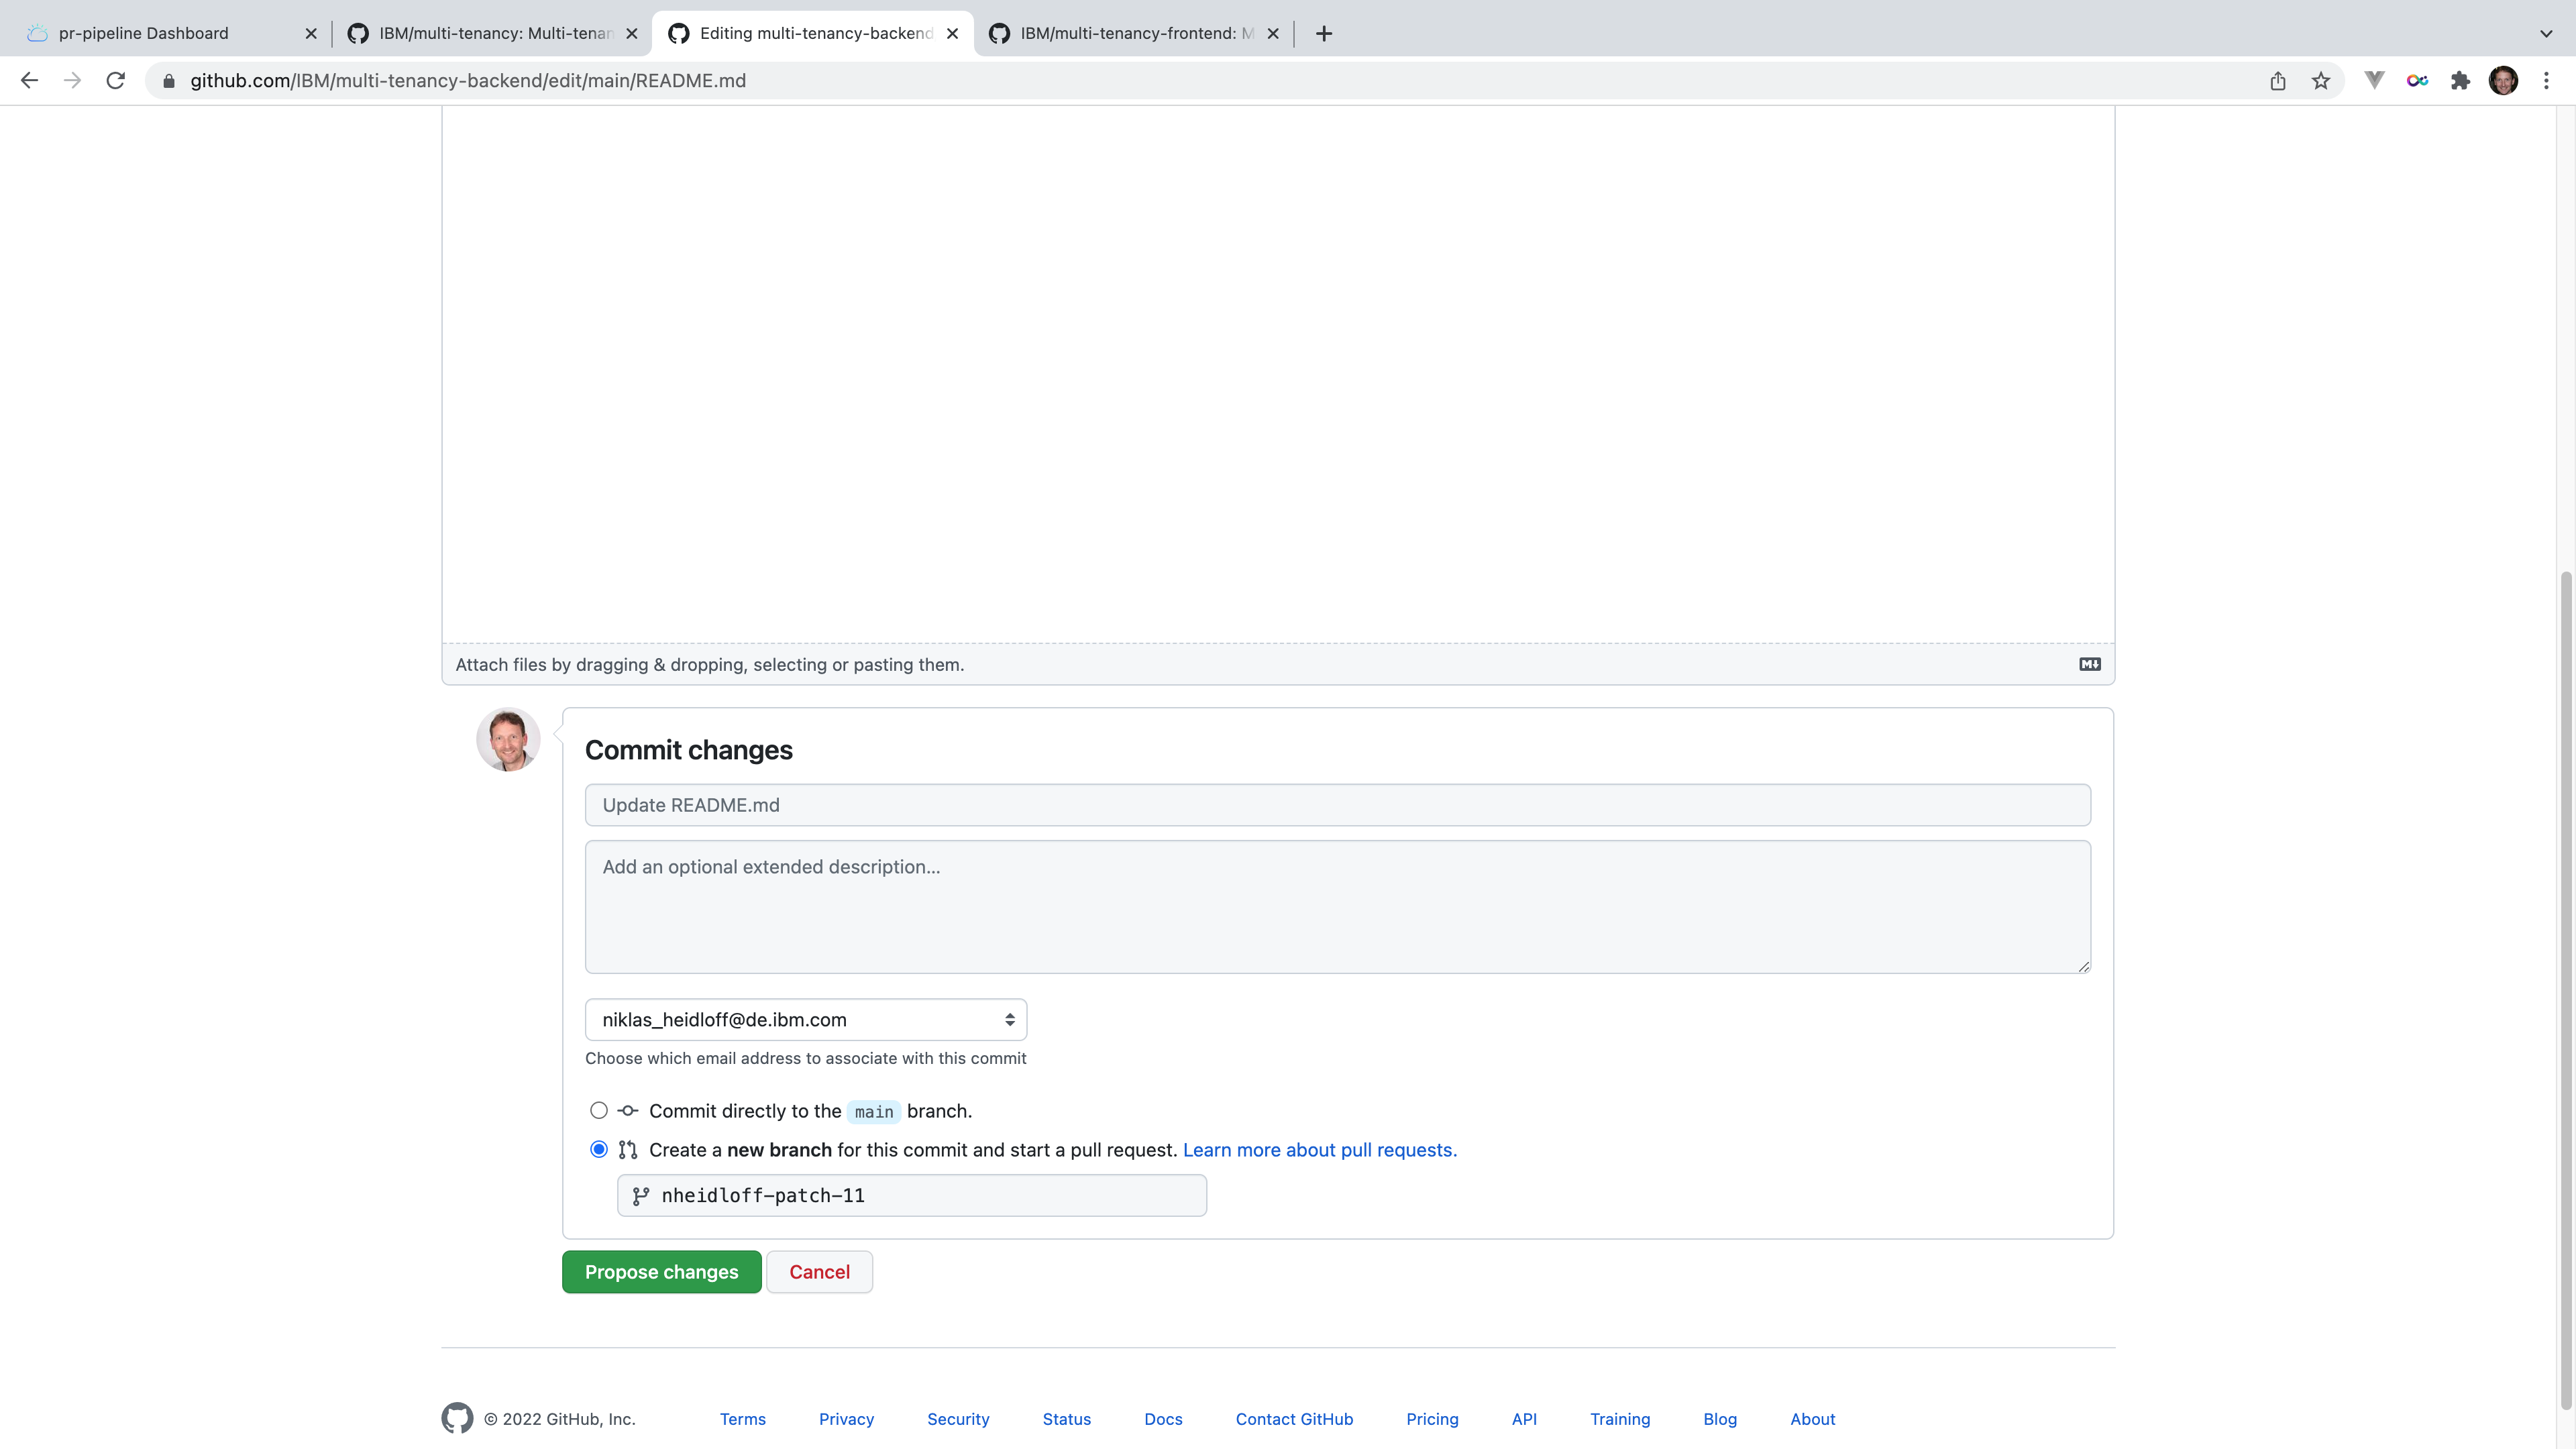 pr-pipeline Dashboard
IBM/multi-tenancy: Multi-tenan
Editing multi-tenancy-backend
IBM/multi-tenancy-frontend: M
github.com/IBM/multi-tenancy-backend/edit/main/README.md
Attach files by dragging & dropping, selecting or pasting them.
Commit changes
Update README.md
Add an optional extended description...
niklas_heidloff@de.ibm.com
Choose which email address to associate with this commit
Commit directly to the main branch.
Create a new branch for this commit and start a pull request. Learn more about pull requests.
nheidloff-patch-11
Propose changes Cancel
© 2022 GitHub, Inc. Terms Privacy Security Status Docs Contact GitHub Pricing API Training Blog About